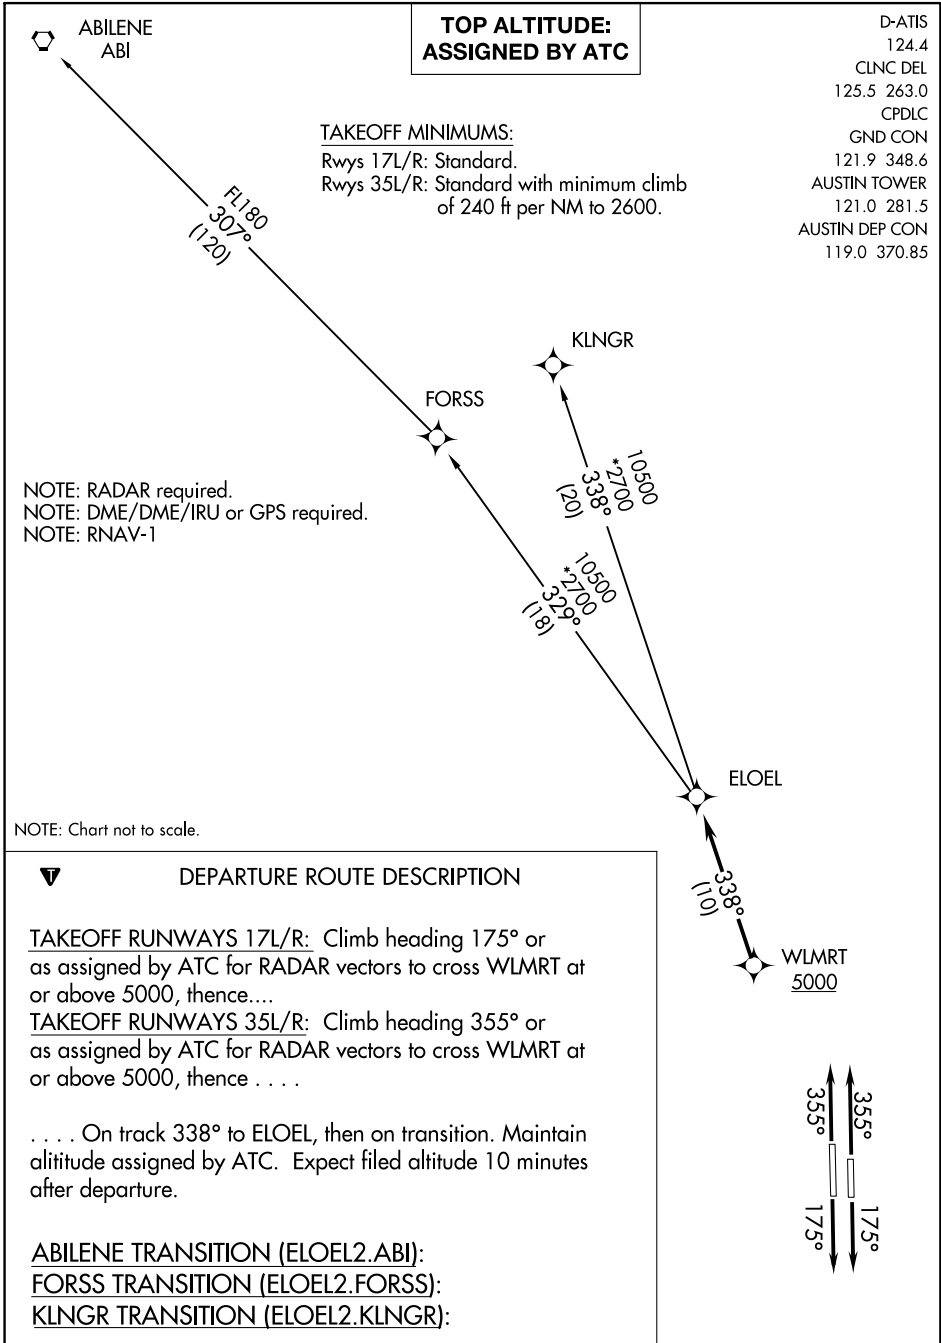 TOP ALTITUDE:
ASSIGNED BY ATC
D-ATIS
124.4
CLNC DEL
125.5 263.0
CPDLC
GND CON
121.9 348.6
AUSTIN TOWER
121.0 281.5
AUSTIN DEP CON
119.0 370.85
ABILENE
ABI
TAKEOFF MINIMUMS:
Rwys 17L/R: Standard.
Rwys 35L/R: Standard with minimum climb
of 240 ft per NM to 2600.
FL180
307°
(120)
KLNGR
FORSS
10500
*2700
338°
(20)
NOTE: RADAR required.
NOTE: DME/DME/IRU or GPS required.
NOTE: RNAV-1
10500
*2700
329°
(18)
ELOEL
NOTE: Chart not to scale.
338°
(10)
WLMRT
5000
T
DEPARTURE ROUTE DESCRIPTION
TAKEOFF RUNWAYS 17L/R: Climb heading 175° or
as assigned by ATC for RADAR vectors to cross WLMRT at
or above 5000, thence....
TAKEOFF RUNWAYS 35L/R: Climb heading 355° or
as assigned by ATC for RADAR vectors to cross WLMRT at
or above 5000, thence . . . .
. . . . On track 338° to ELOEL, then on transition. Maintain
alititude assigned by ATC. Expect filed altitude 10 minutes
after departure.
ABILENE TRANSITION (ELOEL2.ABI):
FORSS TRANSITION (ELOEL2.FORSS):
KLNGR TRANSITION (ELOEL2.KLNGR):
355°
355°
175°
175°